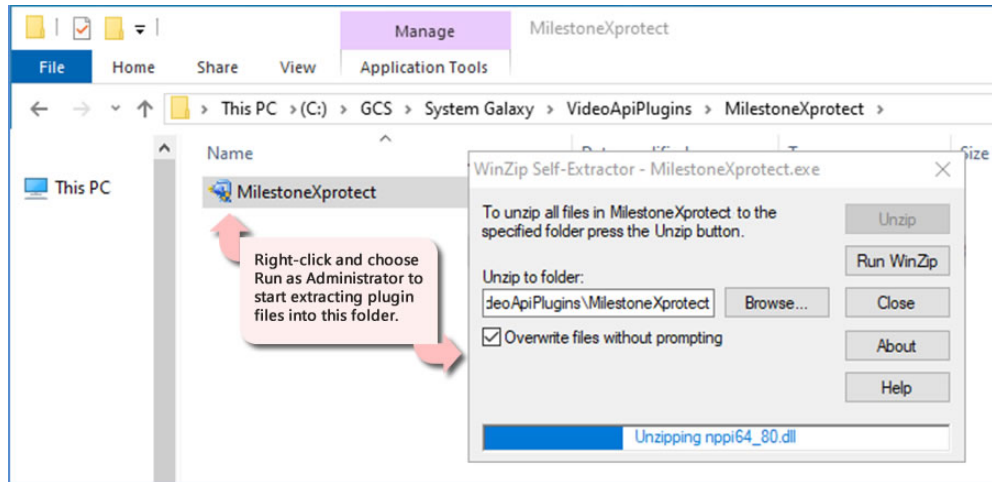 Manage
MilestoneXprotect
File
Home
Share
View
Application Tools
This PC > (C:) > GCS > System Galaxy > VideoApiPlugins > MilestoneXprotect >
Name
Size
This PC
MilestoneXprotect
Right-click and choose
Run as Administrator to
start extracting plugin
files into this folder.
WinZip Self-Extractor - MilestoneXprotect.exe
To unzip all files in MilestoneXprotect to the
specified folder press the Unzip button.
Unzip to folder:
deoApiPlugins\MilestoneXprotect
Browse...
Overwrite files without prompting
Unzip
Run WinZip
Close
About
Help
Unzipping nppi64_80.dll